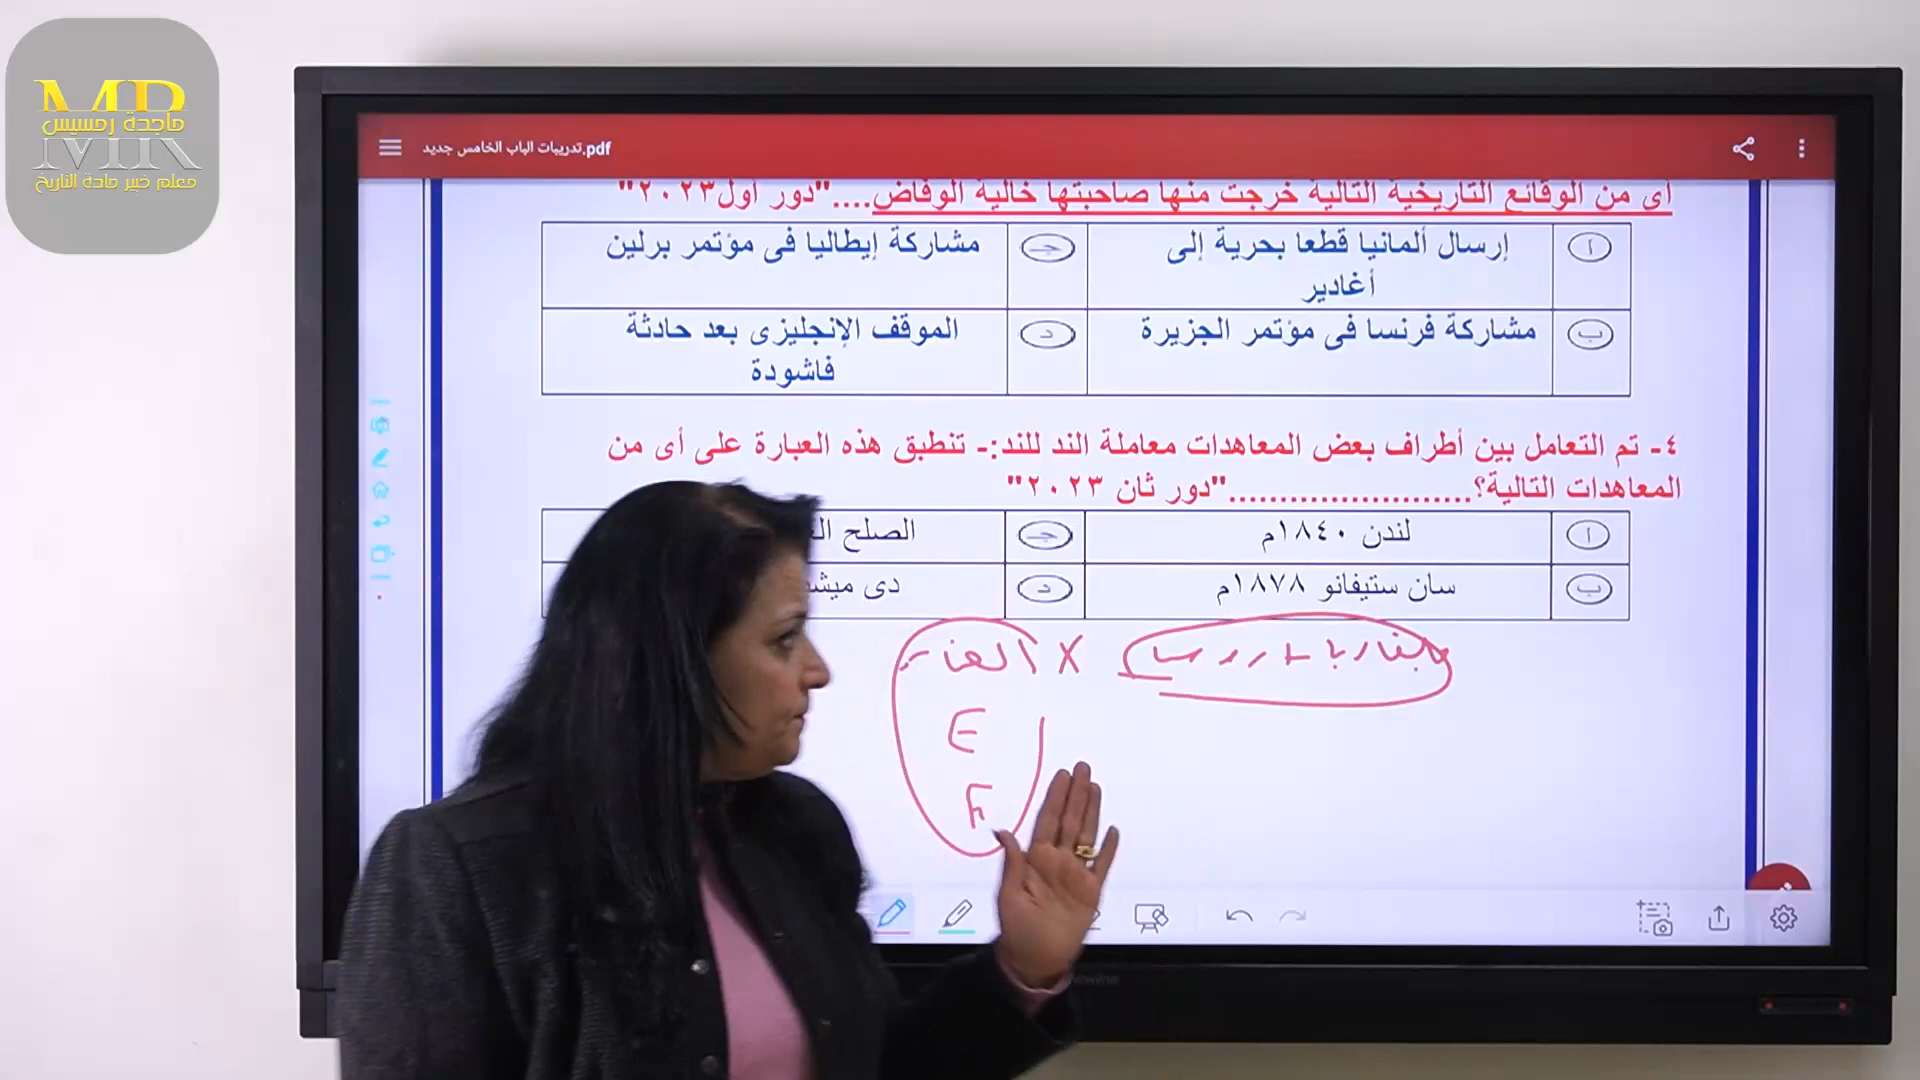 MR
ماجدة رمسيس
معلم خبير مادة التاريخ
تدريبات الباب الخامس جديد.pdf
أى من الوقائع التاريخية التالية خرجت منها صاحبتها خالية الوفاض...."دور أول٢٠٢٣"
ا إرسال ألمانيا قطعا بحرية إلى أغادير
جـ مشاركة إيطاليا فى مؤتمر برلين
ب مشاركة فرنسا فى مؤتمر الجزيرة
د الموقف الإنجليزى بعد حادثة فاشودة
٤- تم التعامل بين أطراف بعض المعاهدات معاملة الند للند:- تنطبق هذه العبارة على أى من
المعاهدات التالية؟........................"دور ثان ٢٠٢٣"
ا لندن ١٨٤٠م
جـ الصلح
ب سان ستيفانو ١٨٧٨م
د دى
X
E
F